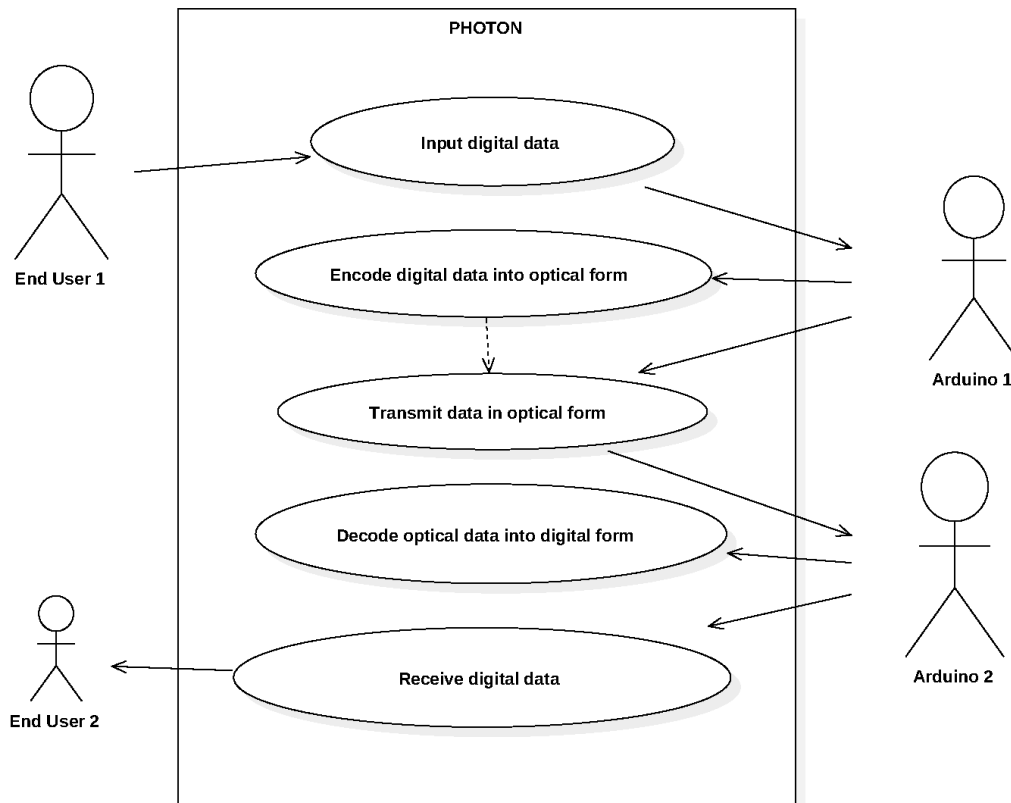 PHOTON
Input digital data
End User 1
Encode digital data into optical form
Arduino 1
Transmit data in optical form
Decode optical data into digital form
Arduino 2
Receive digital data
End User 2